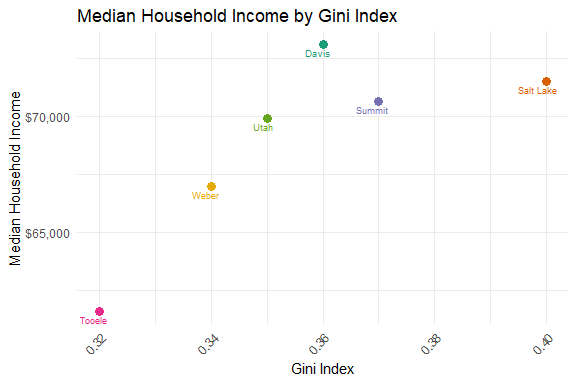 Median Household Income by Gini Index
Davis
Salt Lake
Summit
$70,000
Utah
Weber
$65,000
Tooele
Median Household Income
0.32
0.34
0.36
0.38
0.40
Gini Index